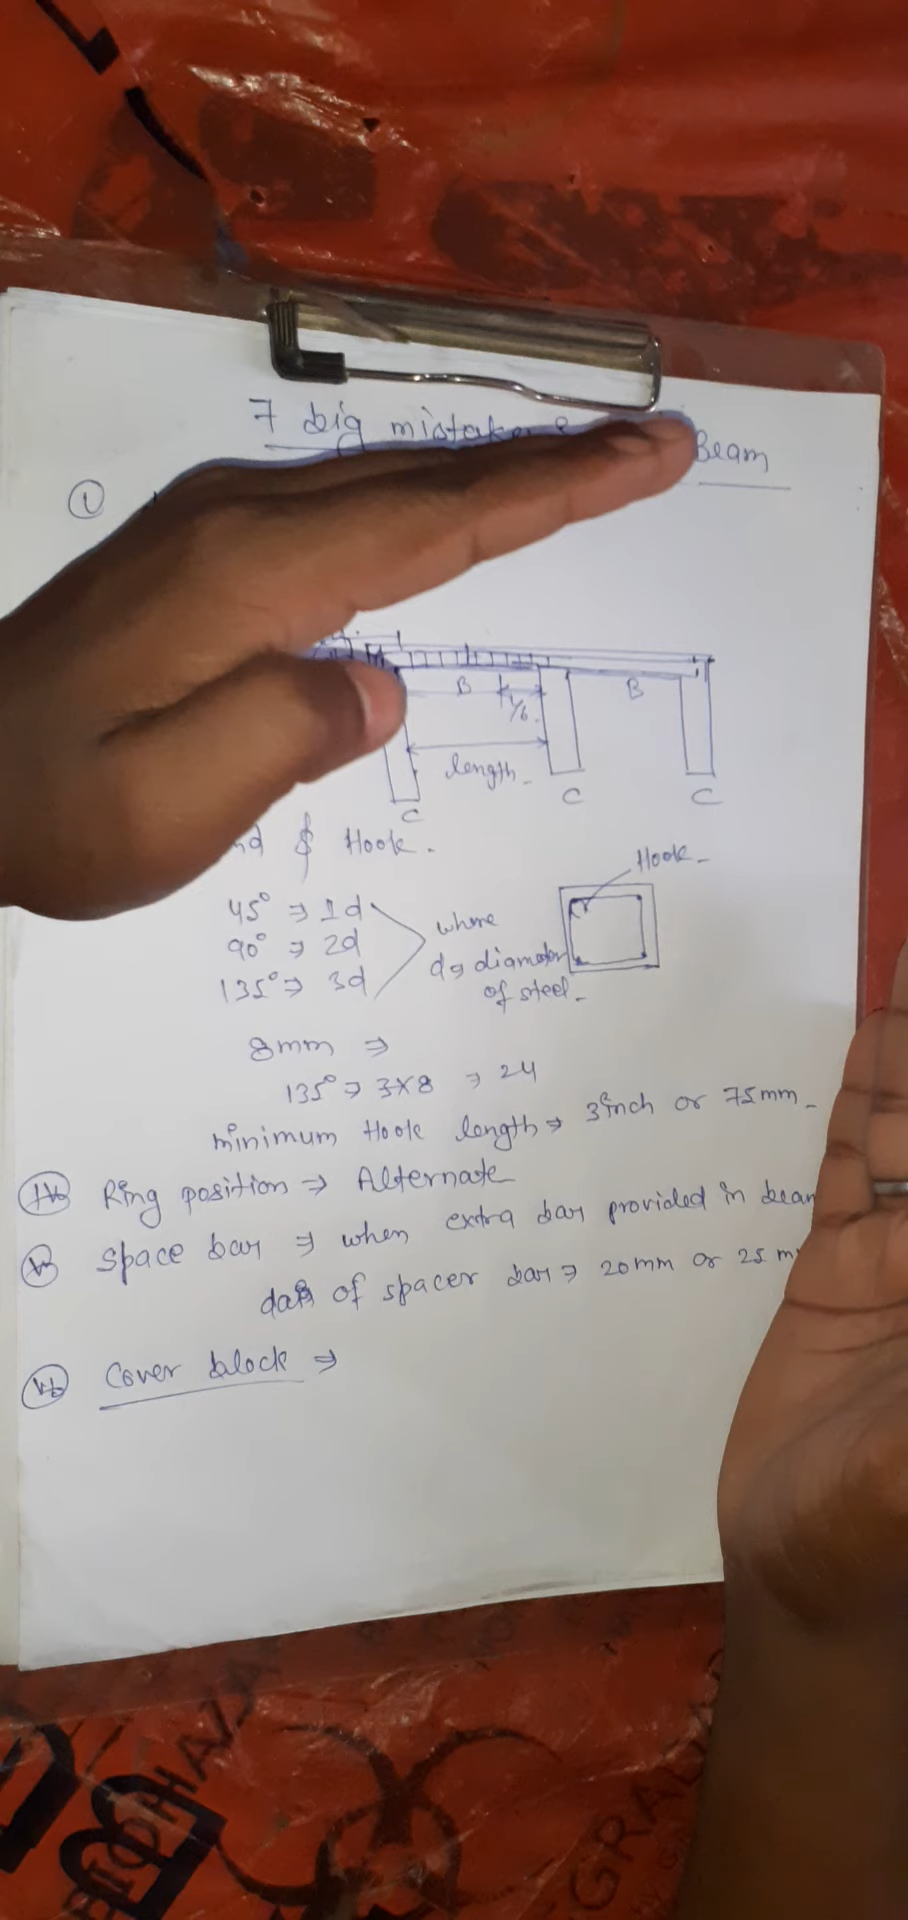 7 big mistake
Beam
①
B
B
L/6.
length
C
C
C
& Hook.
Hook
45° ⇒ 1d
90° ⇒ 2d
135° ⇒ 3d
where
d ⇒ diameter
of steel
8mm ⇒
135° ⇒ 3×8 ⇒ 24
minimum Hook length ⇒ 3inch or 75mm
Ring position ⇒ Alternate
Space bar ⇒ when extra bar provided in beam
of spacer bar ⇒ 20mm or 25 m
Cover block ⇒